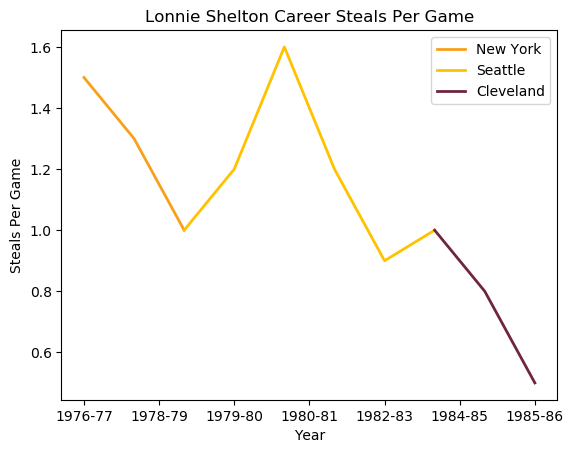 Lonnie Shelton Career Steals Per Game
New York
Seattle
Cleveland
Steals Per Game
1.6
1.4
1.2
1.0
0.8
0.6
1976-77 1978-79 1979-80 1980-81 1982-83 1984-85 1985-86
Year